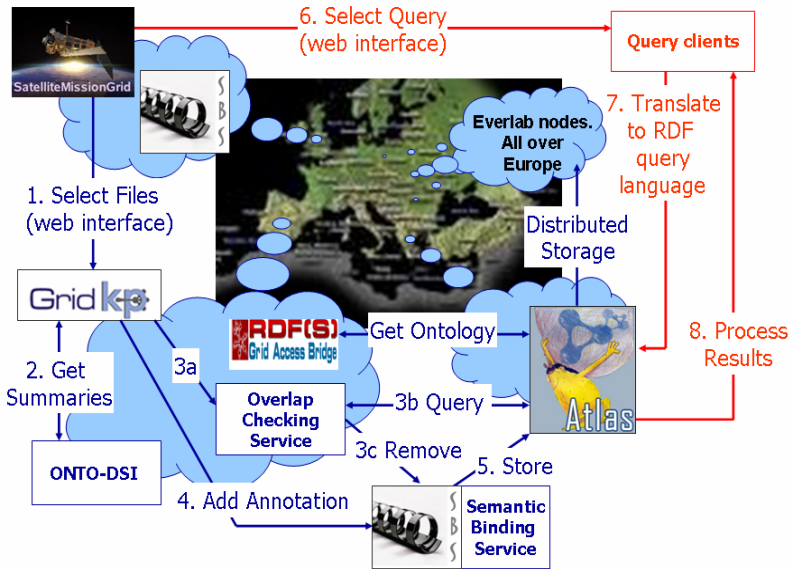 6. Select Query
(web interface)
Query clients
SatelliteMissionGrid
S
B
S
Everlab nodes.
All over
Europe
7. Translate
to RDF
query
language
1. Select Files
(web interface)
Distributed
Storage
Grid kp
RDF(S)
Grid Access Bridge
Get Ontology
8. Process
Results
2. Get
Summaries
3a
Overlap
Checking
Service
3b Query
Atlas
3c Remove
ONTO-DSI
5. Store
4. Add Annotation
S
B
S
Semantic
Binding
Service